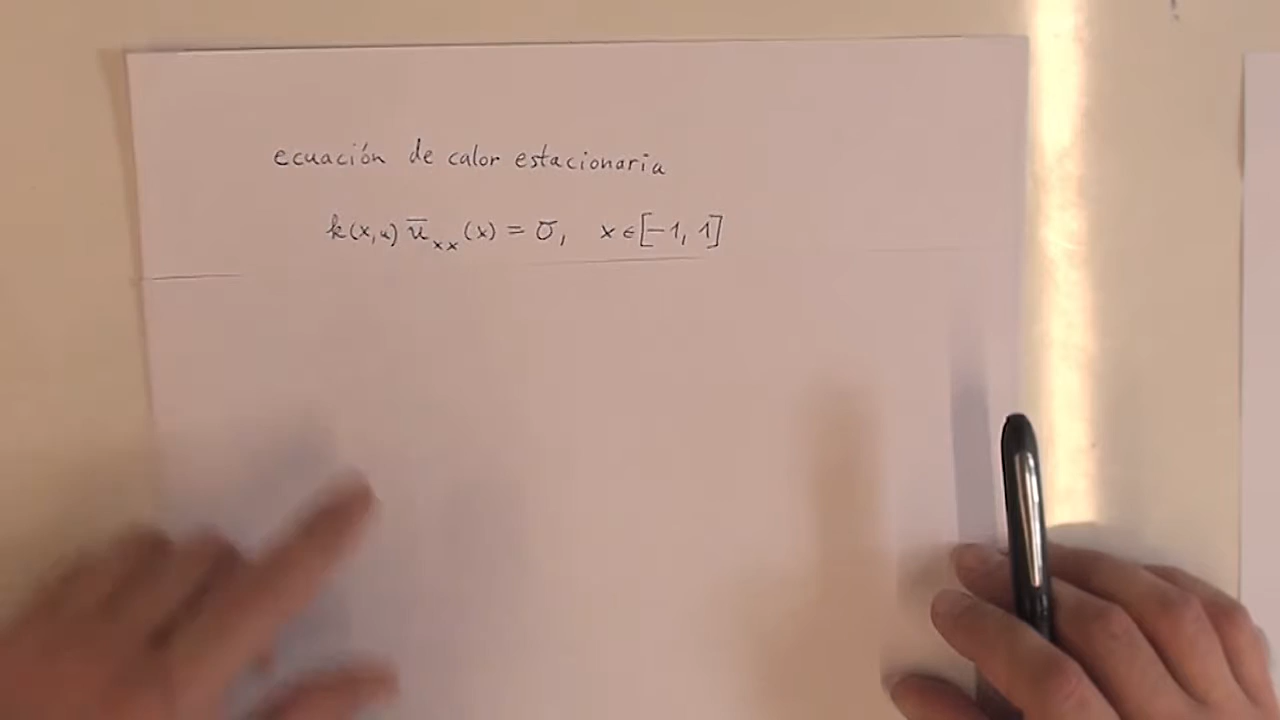 ecuación de calor estacionaria
k(x,u) ū_xx (x) = 0, x ∈ [-1, 1]